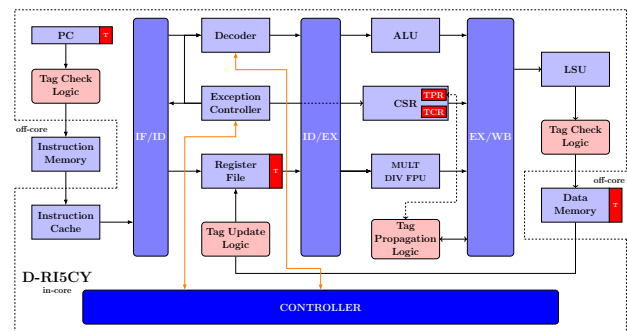 PC
T
Tag Check
Logic
off-core
Instruction
Memory
Instruction
Cache
IF/ID
Decoder
Exception
Controller
Register
File
T
Tag Update
Logic
ID/EX
ALU
CSR
TPR
TCR
MULT
DIV FPU
Tag
Propagation
Logic
EX/WB
LSU
Tag Check
Logic
off-core
Data
Memory
T
D-RI5CY
in-core
CONTROLLER